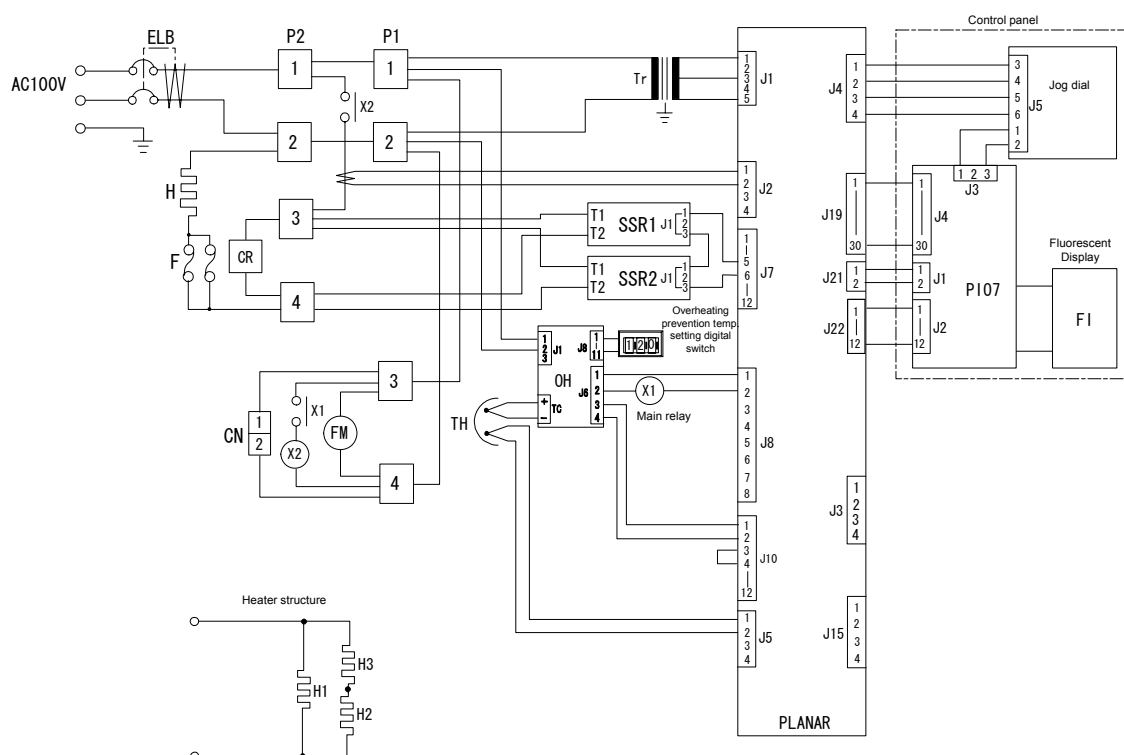 Control panel
ELB
P2
P1
AC100V
1
1
X2
2
2
Tr
1
2
3
4
5
J1
J4
1
2
3
4
3
4
5
6
1
2
J5
Jog dial
1 2 3
J3
H
F
CR
3
4
1
2
3
4
J2
T1
T2
SSR1
J1
1
2
3
T1
T2
SSR2
J1
1
2
3
1
5
6
12
J7
J19
1
30
1
30
J4
J21
1
2
1
2
J1
J22
1
12
1
12
J2
PIO7
Fluorescent
Display
FI
Overheating
prevention temp.
setting digital
switch
1 2 0
1
2
3
J1
J8
1
11
OH
J6
1
2
3
4
+
-
TC
TH
X1
Main relay
1
2
3
4
5
6
7
8
J8
CN
1
2
X1
X2
FM
3
4
J3
1
2
3
4
1
2
3
4
12
J10
1
2
3
4
J5
J15
1
2
3
4
PLANAR
Heater structure
H1
H3
H2